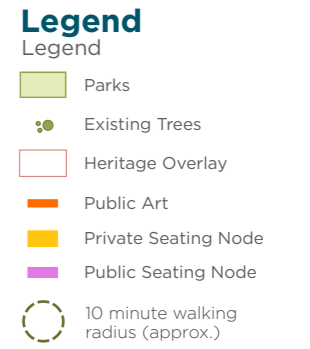 Legend
Legend
Parks
Existing Trees
Heritage Overlay
Public Art
Private Seating Node
Public Seating Node
10 minute walking
radius (approx.)